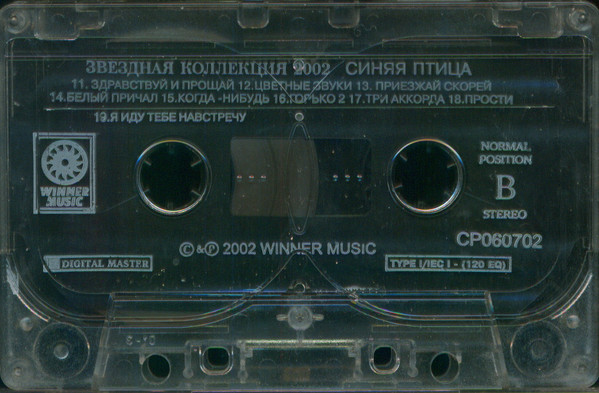 ЗВЕЗДНАЯ КОЛЛЕКЦИЯ 2002 СИНЯЯ ПТИЦА
11. ЗДРАВСТВУЙ И ПРОЩАЙ 12.ЦВЕТНЫЕ ЗВУКИ 13. ПРИЕЗЖАЙ СКОРЕЙ
14.БЕЛЫЙ ПРИЧАЛ 15.КОГДА -НИБУДЬ 16.ГОРЬКО 2 17.ТРИ АККОРДА 18.ПРОСТИ
19.Я ИДУ ТЕБЕ НАВСТРЕЧУ
WINNER
MUSIC
NORMAL
POSITION
B
STEREO
CP060702
© & ℗ 2002 WINNER MUSIC
DIGITAL MASTER
TYPE I/IEC I - (120 EQ)